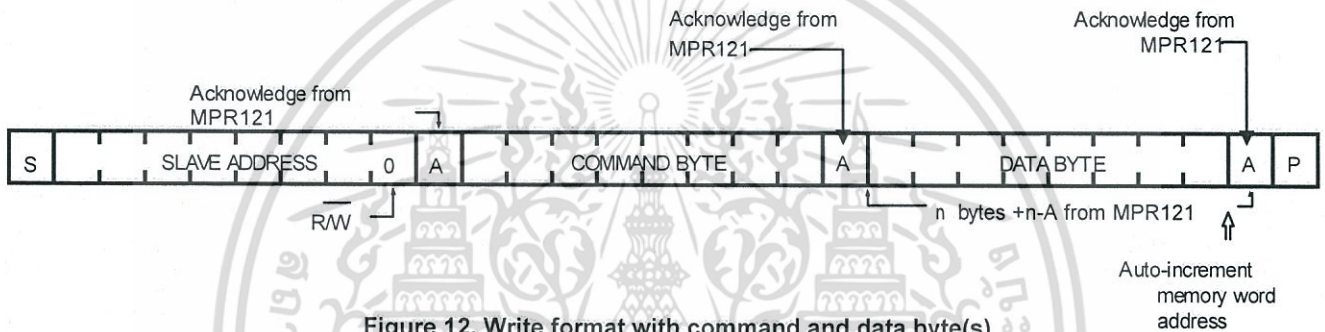 Acknowledge from
MPR121
Acknowledge from
MPR121
Acknowledge from
MPR121
S SLAVE ADDRESS 0 A COMMAND BYTE A DATA BYTE A P
R/W
n bytes +n-A from MPR121
Auto-increment
memory word
address
Figure 12. Write format with command and data byte(s)